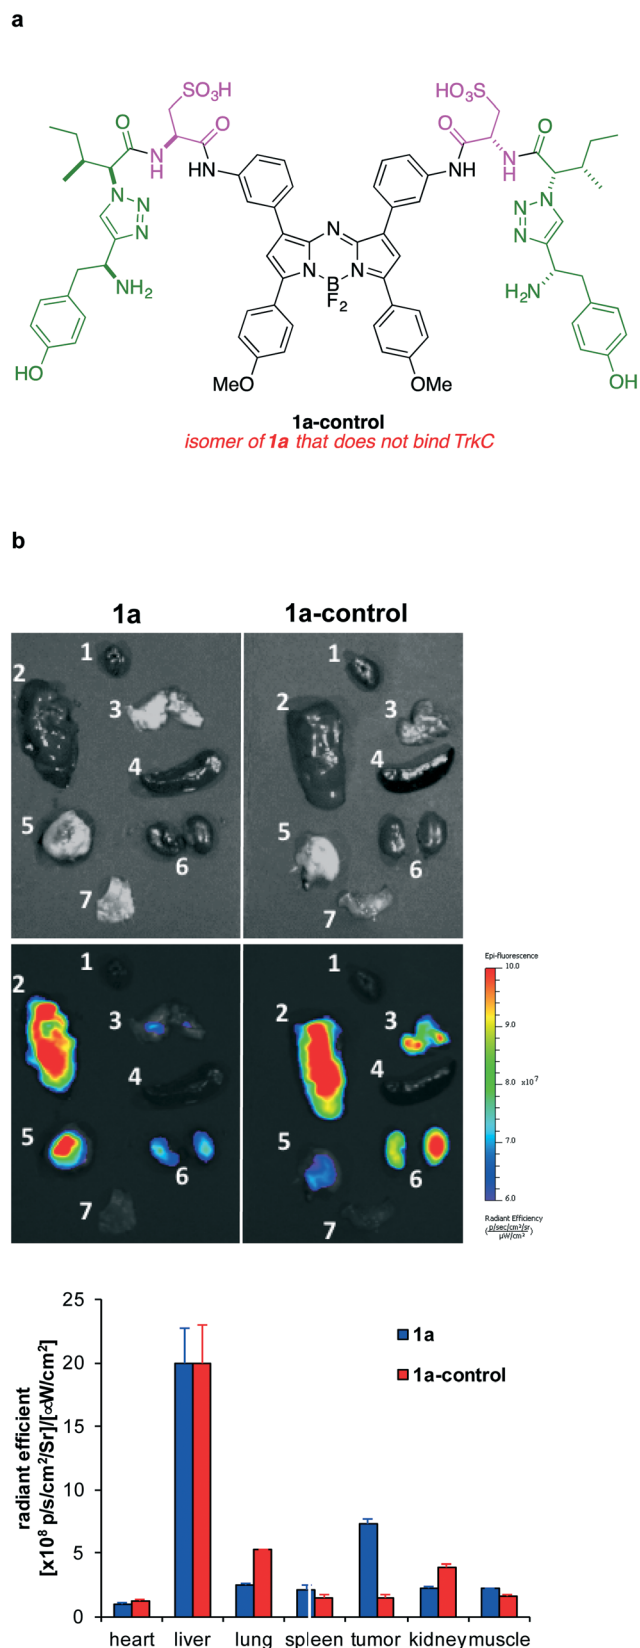 a
SO₃H
HO₃S
O
O
O
O
N
H
HN
NH
N
H
N
N
N
N
N
N
N
NH₂
N
N
B
F₂
H₂N
HO
MeO
OMe
OH
1a-control
isomer of 1a that does not bind TrkC
b
1a
1a-control
1
2
3
4
5
6
7
1
2
3
4
5
6
7
1
2
3
4
5
6
7
1
2
3
4
5
6
7
Epi-fluorescence
10.0
9.0
8.0 x10⁷
7.0
6.0
Radiant Efficiency
(p/sec/cm²/sr / µW/cm²)
radiant efficient
[x10⁸ p/s/cm²/Sr]/[∝W/cm²]
25
20
15
10
5
0
1a
1a-control
heart liver lung spleen tumor kidney muscle